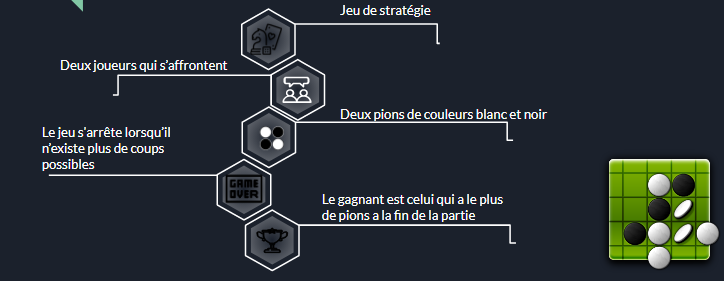 Jeu de stratégie
Deux joueurs qui s'affrontent
Deux pions de couleurs blanc et noir
Le jeu s'arrête lorsqu'il
n'existe plus de coups
possibles
GAME
OVER
Le gagnant est celui qui a le plus
de pions a la fin de la partie